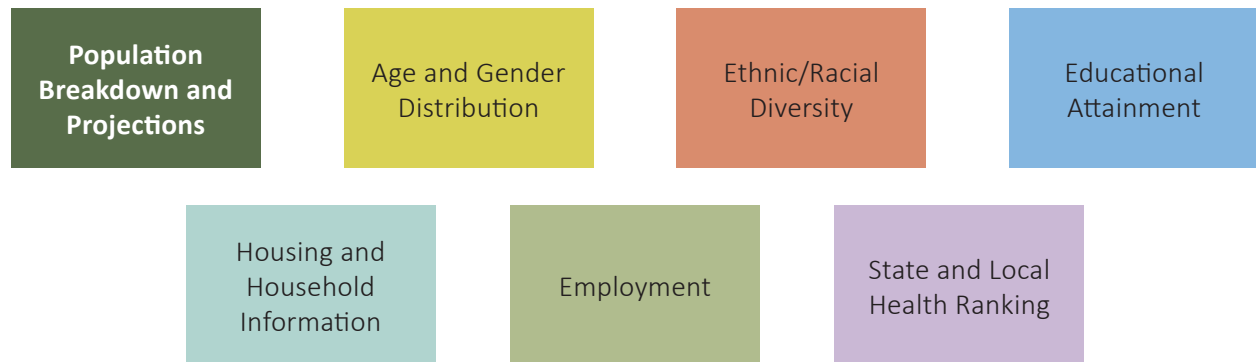 Population
Breakdown and
Projections
Age and Gender
Distribution
Ethnic/Racial
Diversity
Educational
Attainment
Housing and
Household
Information
Employment
State and Local
Health Ranking